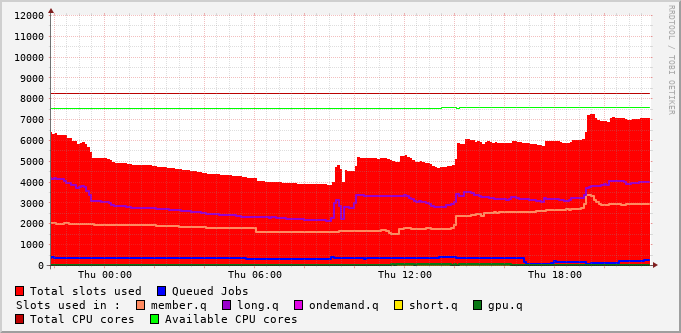 12000
11000
10000
9000
8000
7000
6000
5000
4000
3000
2000
1000
0
Thu 00:00 Thu 06:00 Thu 12:00 Thu 18:00
Total slots used Queued Jobs
Slots used in : member.q long.q ondemand.q short.q gpu.q
Total CPU cores Available CPU cores
RRDTOOL / TOBI OETIKER